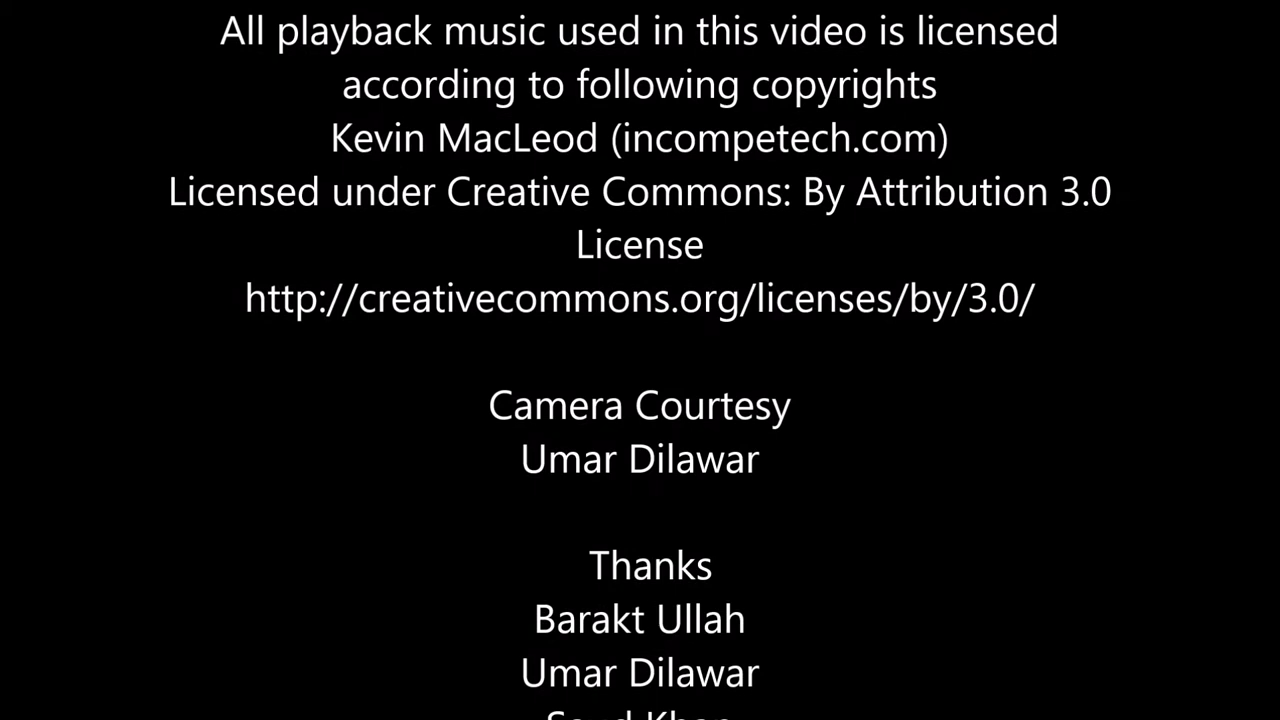 All playback music used in this video is licensed
according to following copyrights
Kevin MacLeod (incompetech.com)
Licensed under Creative Commons: By Attribution 3.0
License
http://creativecommons.org/licenses/by/3.0/
Camera Courtesy
Umar Dilawar
Thanks
Barakt Ullah
Umar Dilawar